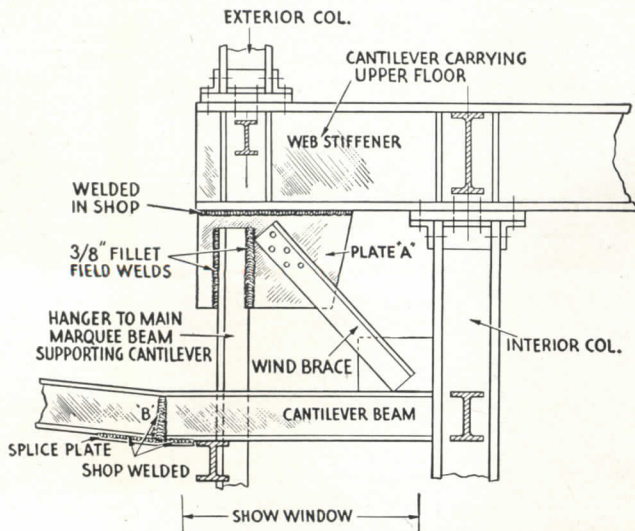 EXTERIOR COL.
CANTILEVER CARRYING
UPPER FLOOR
WEB STIFFENER
WELDED
IN SHOP
3/8" FILLET
FIELD WELDS
PLATE "A"
HANGER TO MAIN
MARQUEE BEAM
SUPPORTING CANTILEVER
WIND BRACE
INTERIOR COL.
"B"
CANTILEVER BEAM
SPLICE PLATE
SHOP WELDED
SHOW WINDOW